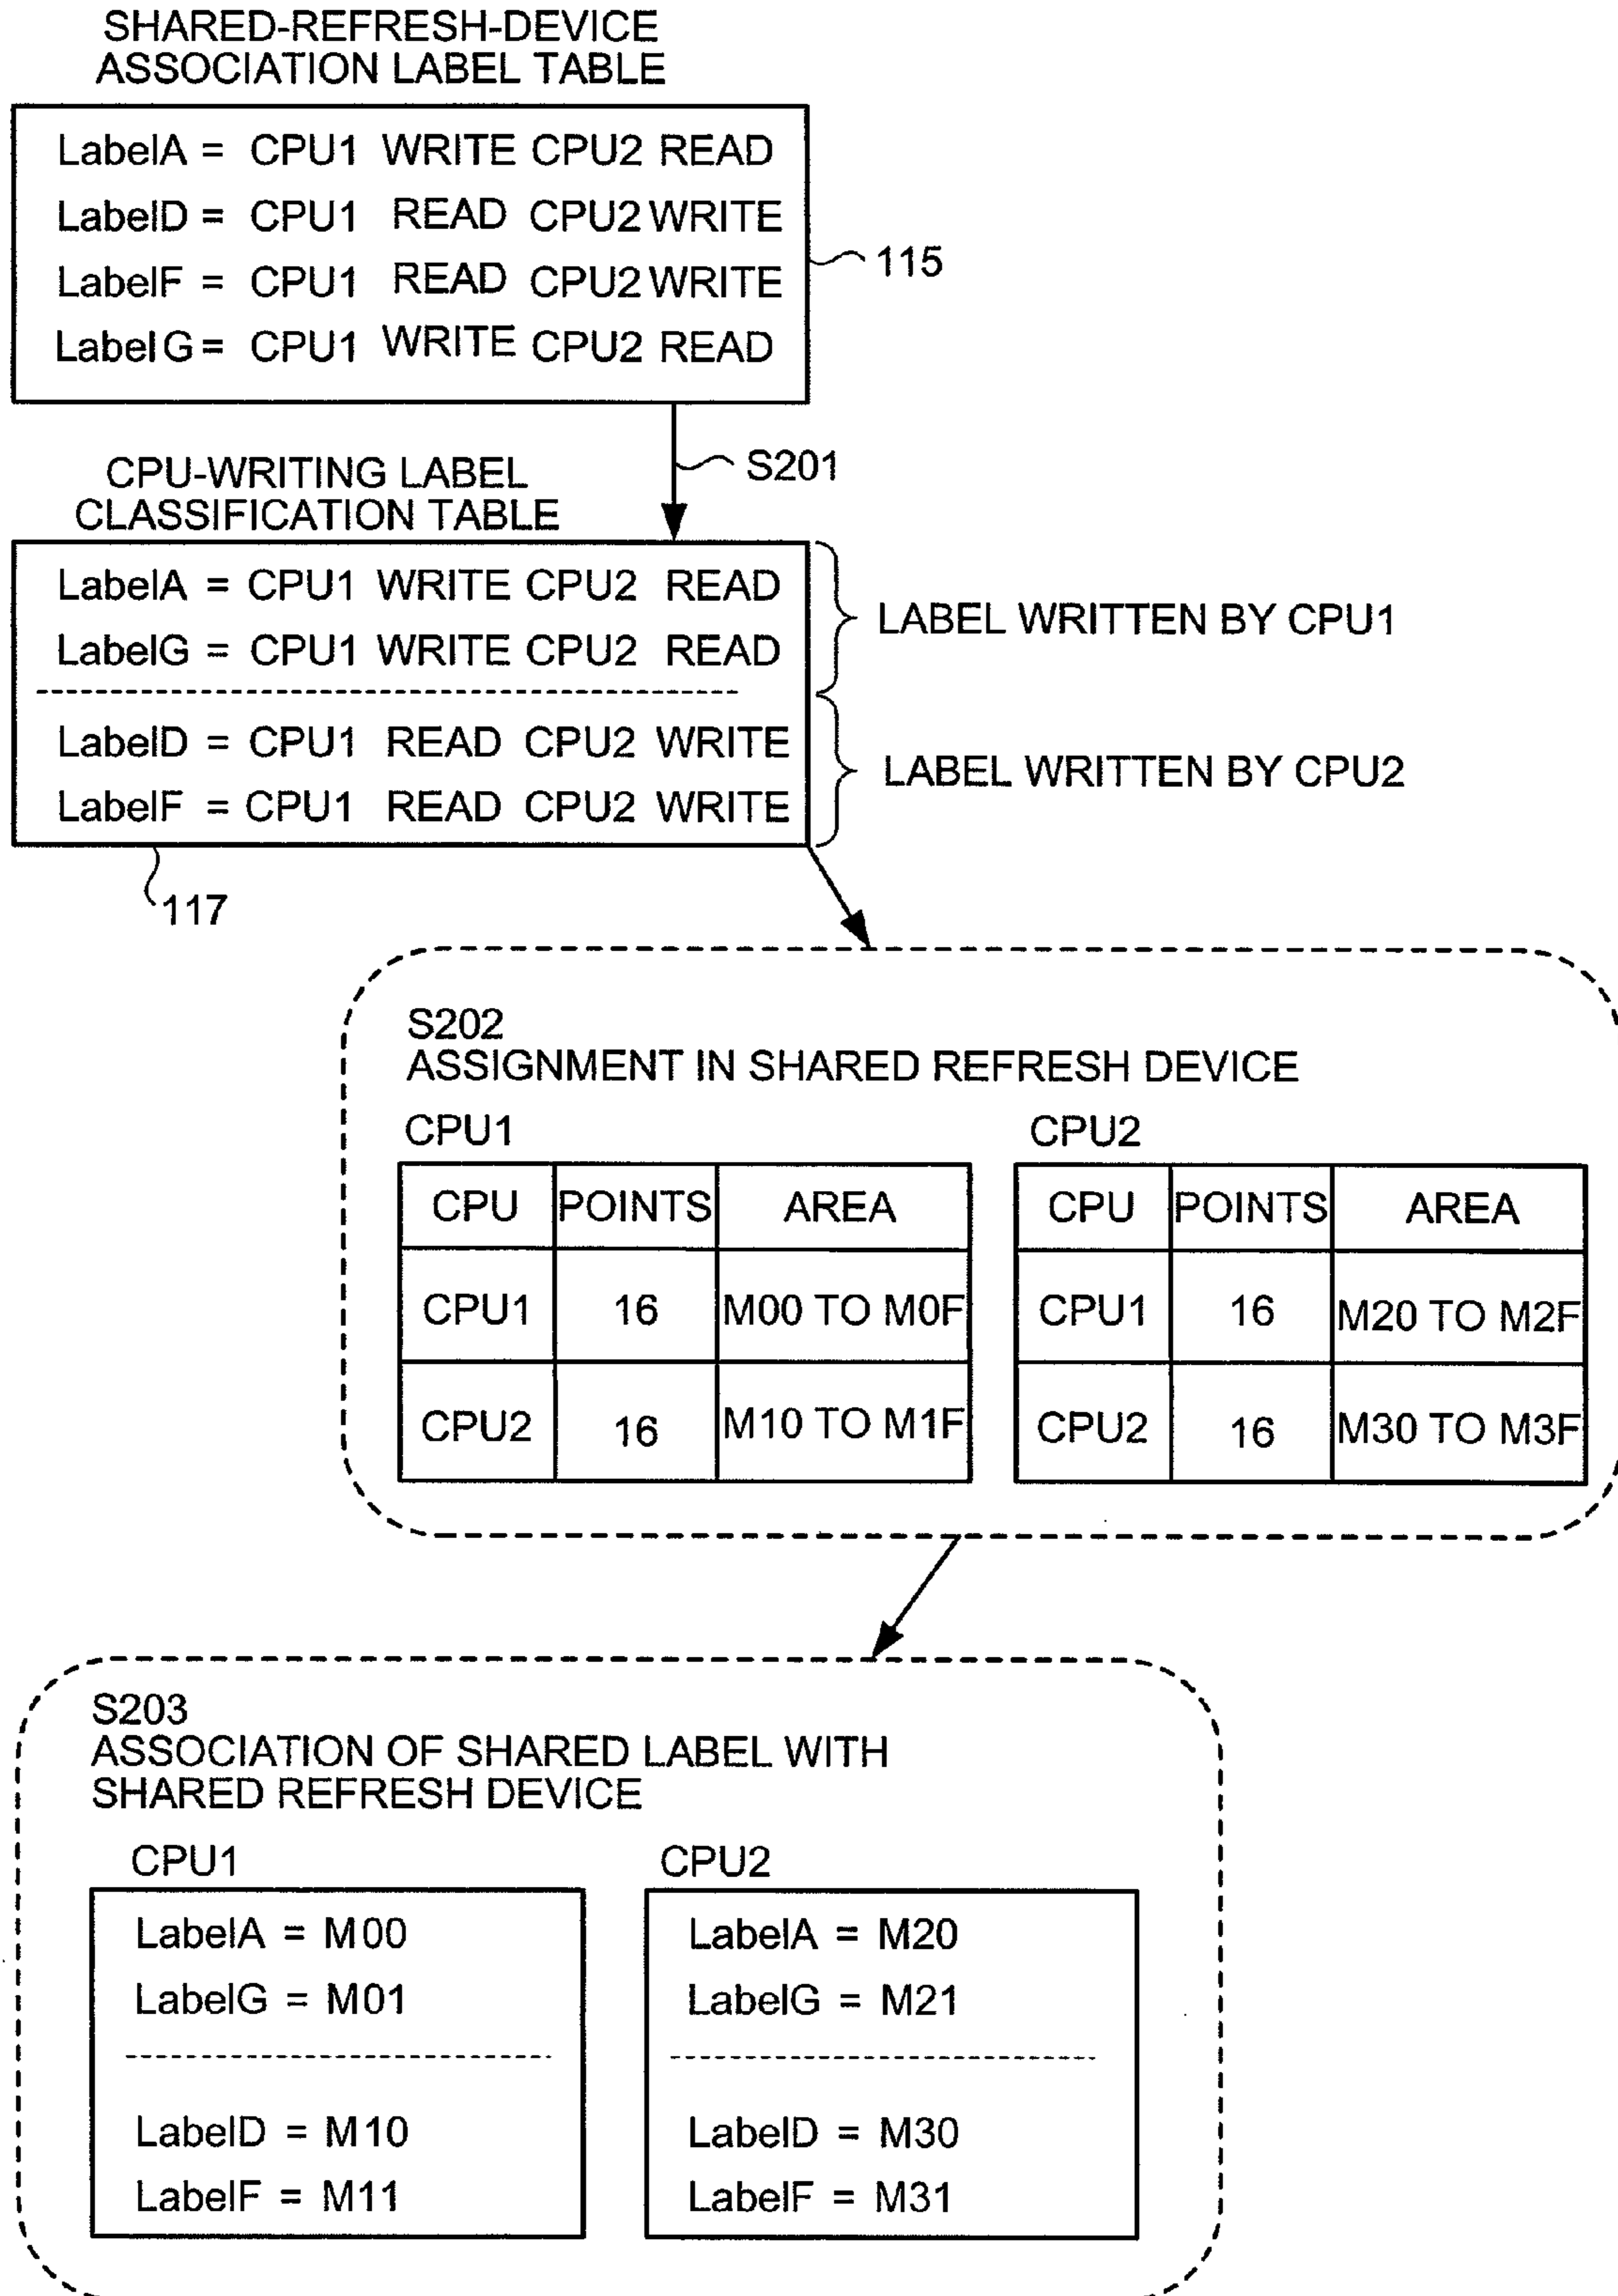 SHARED-REFRESH-DEVICE
ASSOCIATION LABEL TABLE
LabelA = CPU1 WRITE CPU2 READ
LabelD = CPU1 READ CPU2 WRITE
LabelF = CPU1 READ CPU2 WRITE
LabelG = CPU1 WRITE CPU2 READ
115
S201
CPU-WRITING LABEL
CLASSIFICATION TABLE
LabelA = CPU1 WRITE CPU2 READ
LabelG = CPU1 WRITE CPU2 READ
LABEL WRITTEN BY CPU1
LabelD = CPU1 READ CPU2 WRITE
LabelF = CPU1 READ CPU2 WRITE
LABEL WRITTEN BY CPU2
117
S202
ASSIGNMENT IN SHARED REFRESH DEVICE
CPU1
CPU POINTS AREA
CPU1 16 M00 TO M0F
CPU2 16 M10 TO M1F
CPU2
CPU POINTS AREA
CPU1 16 M20 TO M2F
CPU2 16 M30 TO M3F
S203
ASSOCIATION OF SHARED LABEL WITH
SHARED REFRESH DEVICE
CPU1
LabelA = M00
LabelG = M01
LabelD = M10
LabelF = M11
CPU2
LabelA = M20
LabelG = M21
LabelD = M30
LabelF = M31